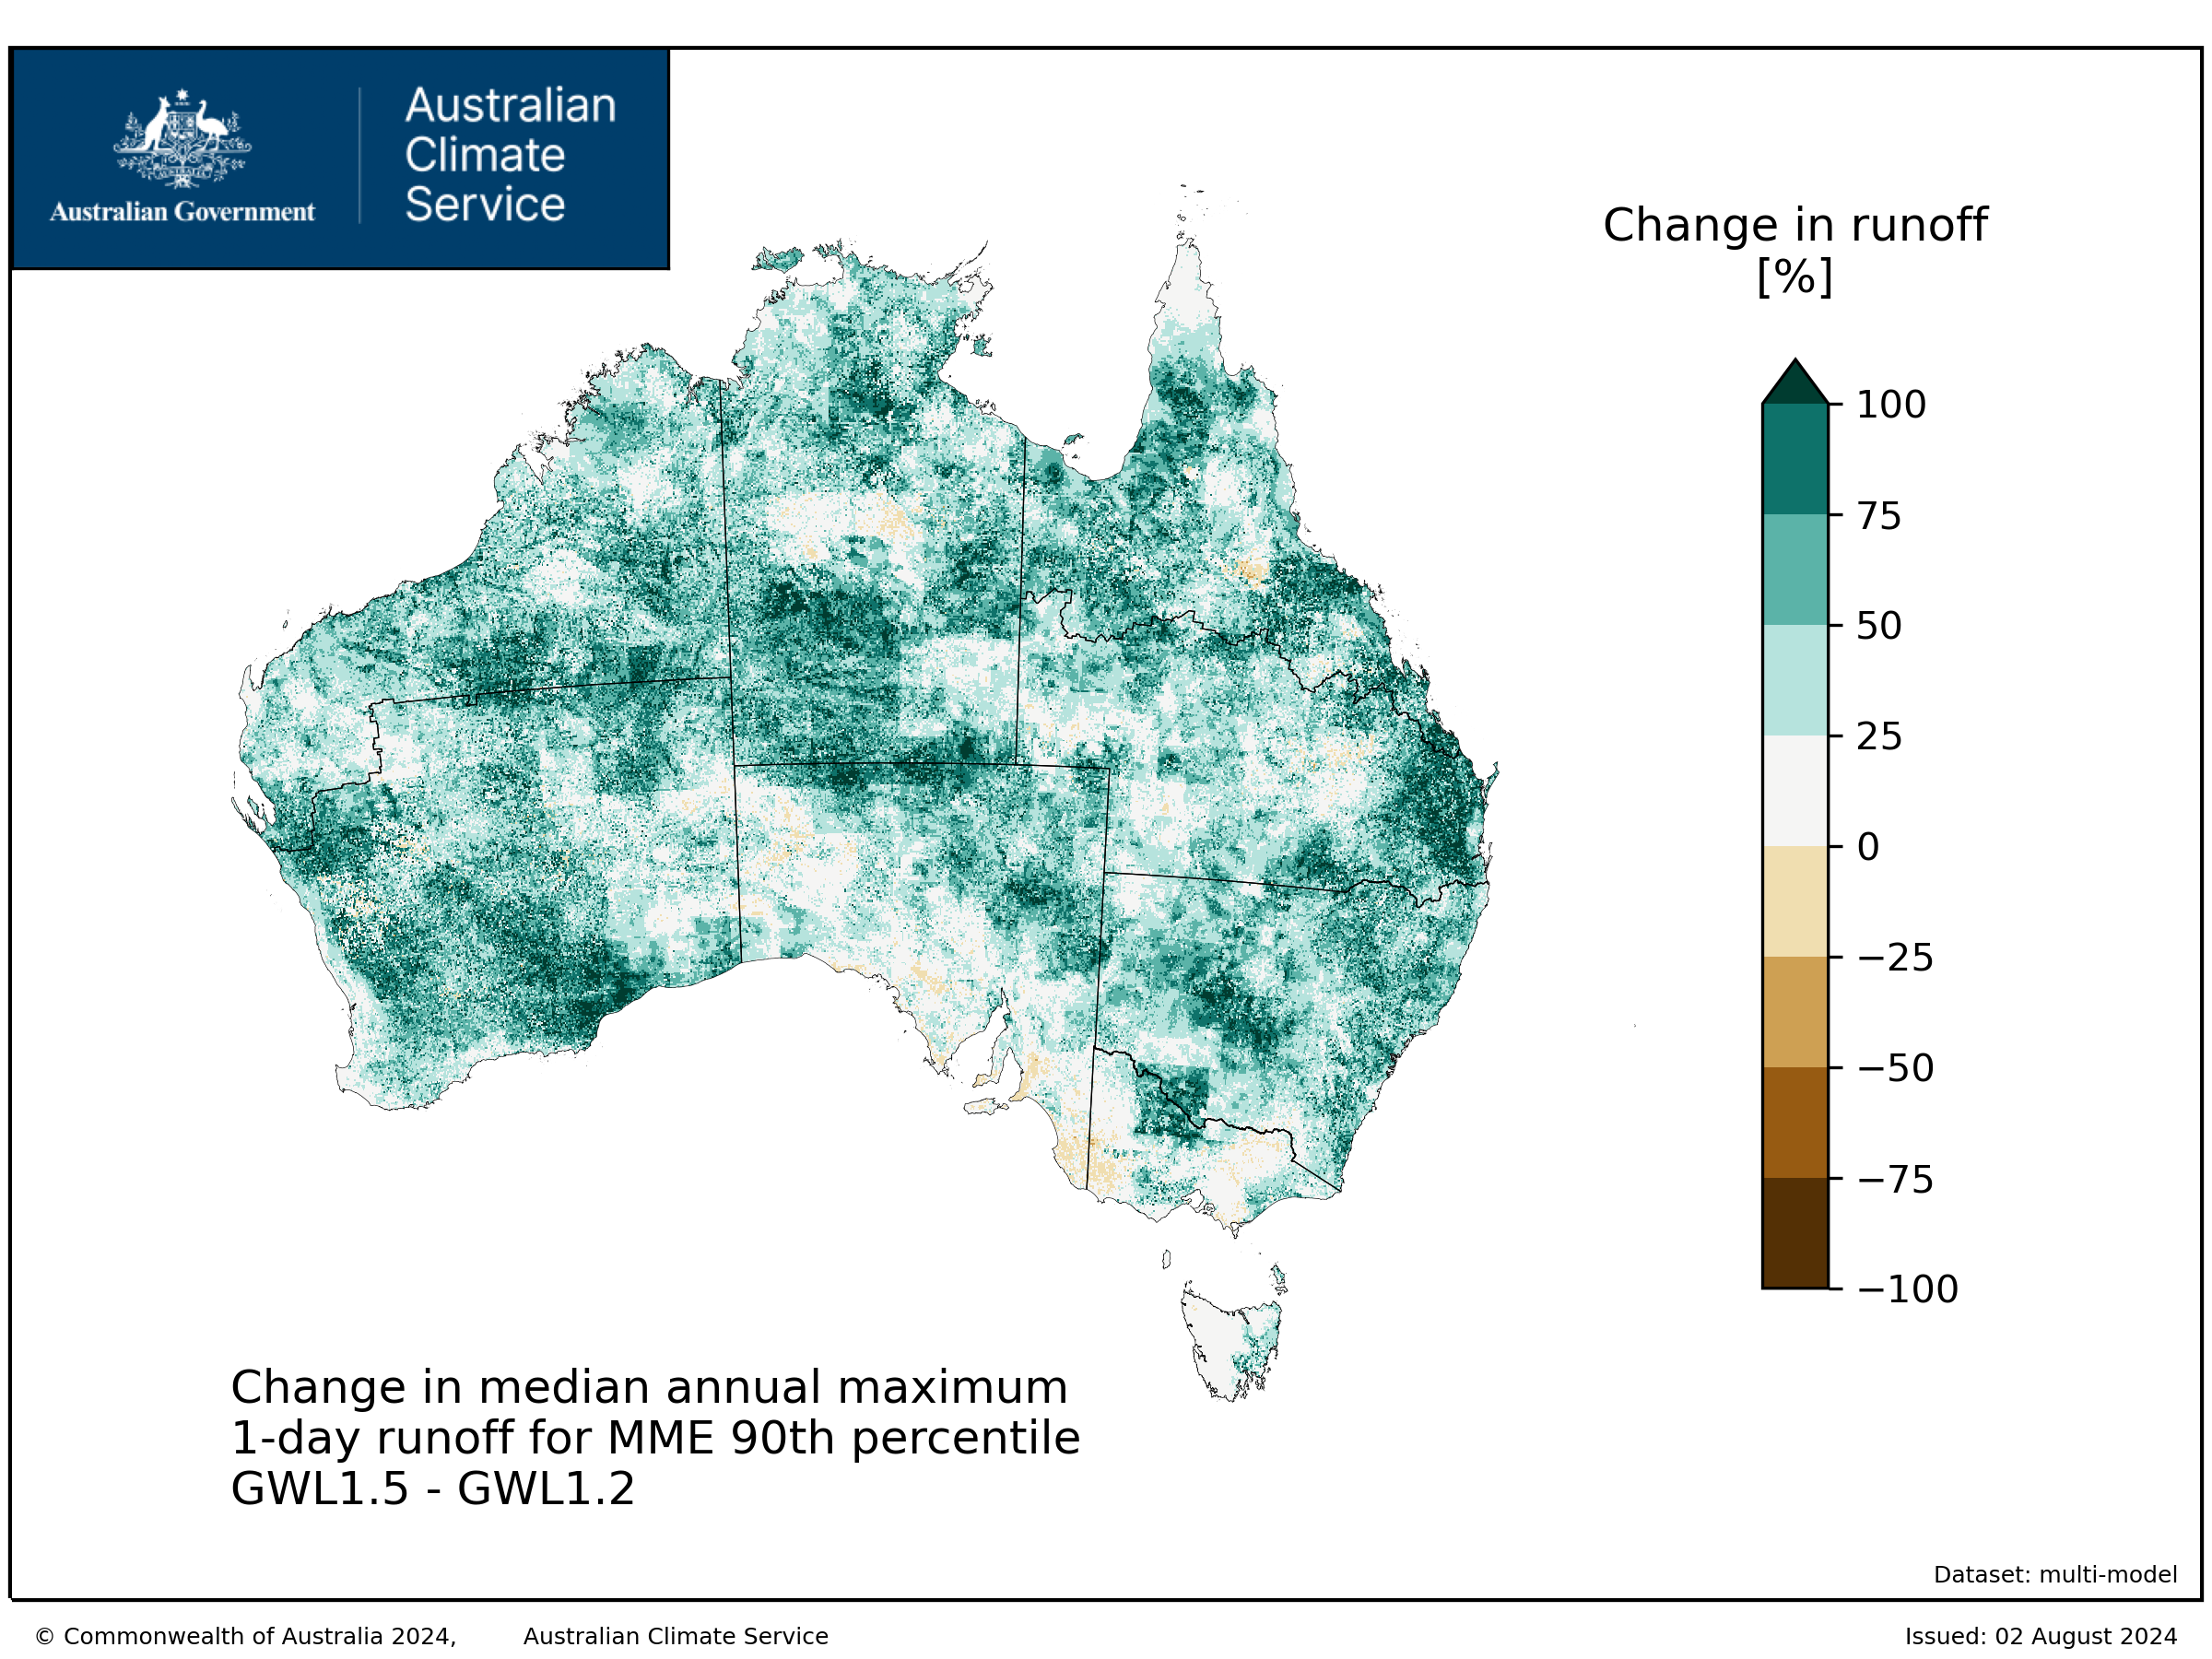 Australian Government
Australian
Climate
Service
Change in runoff
[%]
100
75
50
25
0
−25
−50
−75
−100
Change in median annual maximum
1-day runoff for MME 90th percentile
GWL1.5 - GWL1.2
Dataset: multi-model
© Commonwealth of Australia 2024, Australian Climate Service
Issued: 02 August 2024